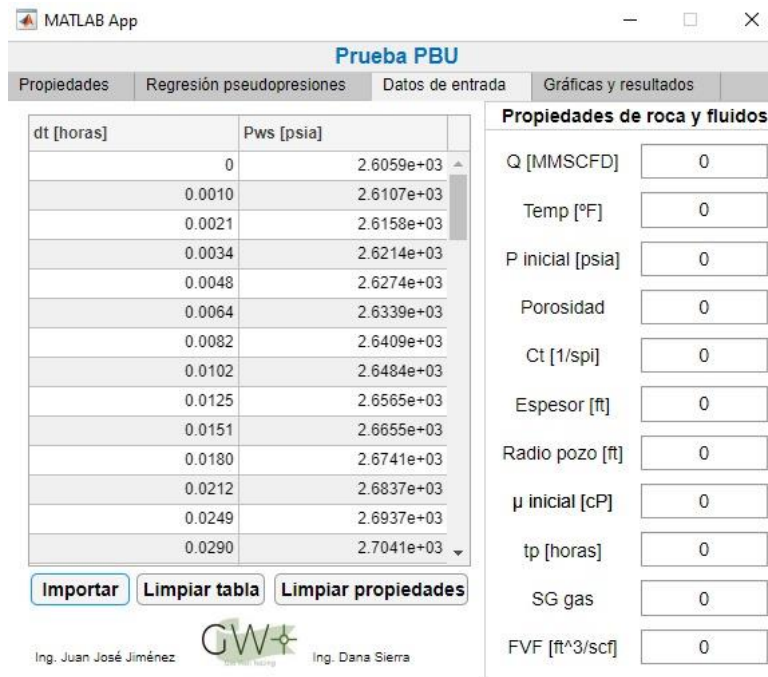 MATLAB App
Prueba PBU
Propiedades Regresión pseudopresiones Datos de entrada Gráficas y resultados
dt [horas] Pws [psia]
0 2.6059e+03
0.0010 2.6107e+03
0.0021 2.6158e+03
0.0034 2.6214e+03
0.0048 2.6274e+03
0.0064 2.6339e+03
0.0082 2.6409e+03
0.0102 2.6484e+03
0.0125 2.6565e+03
0.0151 2.6655e+03
0.0180 2.6741e+03
0.0212 2.6837e+03
0.0249 2.6937e+03
0.0290 2.7041e+03
Importar Limpiar tabla Limpiar propiedades
Ing. Juan José Jiménez GW Ing. Dana Sierra
Propiedades de roca y fluidos
Q [MMSCFD] 0
Temp [ºF] 0
P inicial [psia] 0
Porosidad 0
Ct [1/spi] 0
Espesor [ft] 0
Radio pozo [ft] 0
µ inicial [cP] 0
tp [horas] 0
SG gas 0
FVF [ft^3/scf] 0